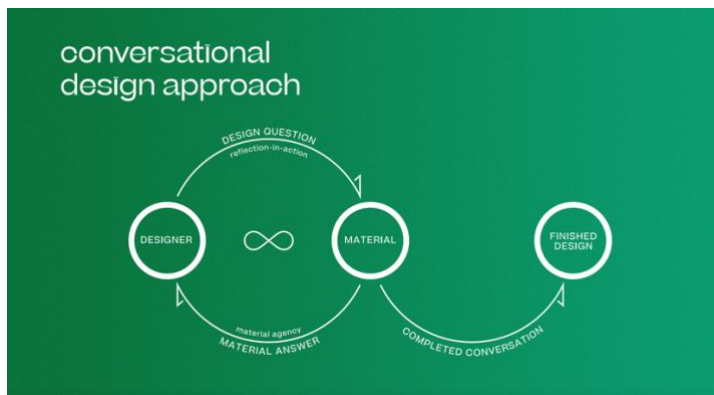 conversational
design approach
DESIGN QUESTION
reflection-in-action
DESIGNER
MATERIAL
FINISHED
DESIGN
material agency
MATERIAL ANSWER
COMPLETED CONVERSATION